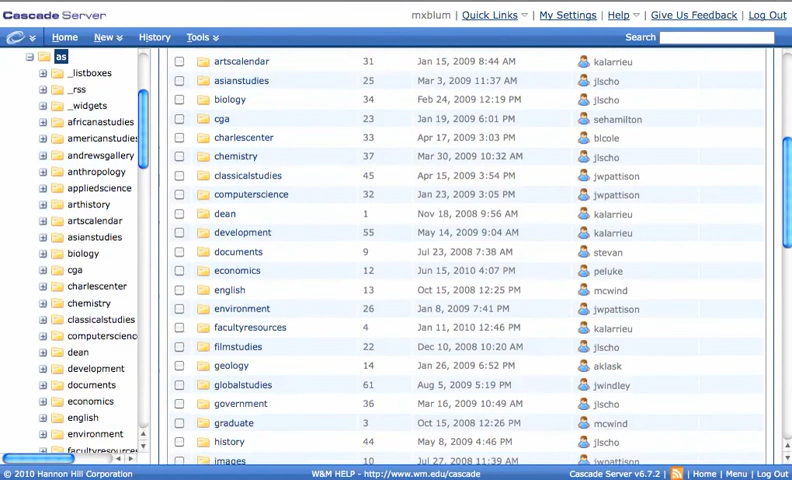 Cascade Server
mxblum | Quick Links | My Settings | Help | Give Us Feedback | Log Out
Home New History Tools Search
as
_listboxes
_rss
_widgets
africanastudies
americanstudies
andrewsgallery
anthropology
appliedscience
arthistory
artscalendar
asianstudies
biology
cga
charlescenter
chemistry
classicalstudies
computerscienc
dean
development
documents
economics
english
environment
facultyresources
artscalendar 31 Jan 15, 2009 8:44 AM kalarrieu
asianstudies 25 Mar 3, 2009 11:37 AM jlscho
biology 34 Feb 24, 2009 12:19 PM jlscho
cga 23 Jan 19, 2009 6:01 PM sehamilton
charlescenter 33 Apr 17, 2009 3:03 PM blcole
chemistry 37 Mar 30, 2009 10:32 AM jlscho
classicalstudies 45 Apr 15, 2009 3:54 PM jwpattison
computerscience 32 Jan 23, 2009 3:05 PM jwpattison
dean 1 Nov 18, 2008 9:56 AM kalarrieu
development 55 May 14, 2009 9:04 AM kalarrieu
documents 9 Jul 23, 2008 7:38 AM stevan
economics 12 Jun 15, 2010 4:07 PM peluke
english 13 Oct 15, 2008 12:25 PM mcwind
environment 26 Jan 8, 2009 7:41 PM jwpattison
facultyresources 4 Jan 11, 2010 12:46 PM kalarrieu
filmstudies 22 Dec 10, 2008 10:20 AM jlscho
geology 14 Jan 26, 2009 6:52 PM aklask
globalstudies 61 Aug 5, 2009 5:19 PM jwindley
government 36 Mar 16, 2009 10:49 AM jlscho
graduate 3 Oct 15, 2008 12:26 PM mcwind
history 44 May 8, 2009 4:46 PM jlscho
images 10 Jul 27, 2009 11:39 AM jwpattison
© 2010 Hannon Hill Corporation W&M HELP - http://www.wm.edu/cascade Cascade Server v6.7.2 | Home | Menu | Log Out